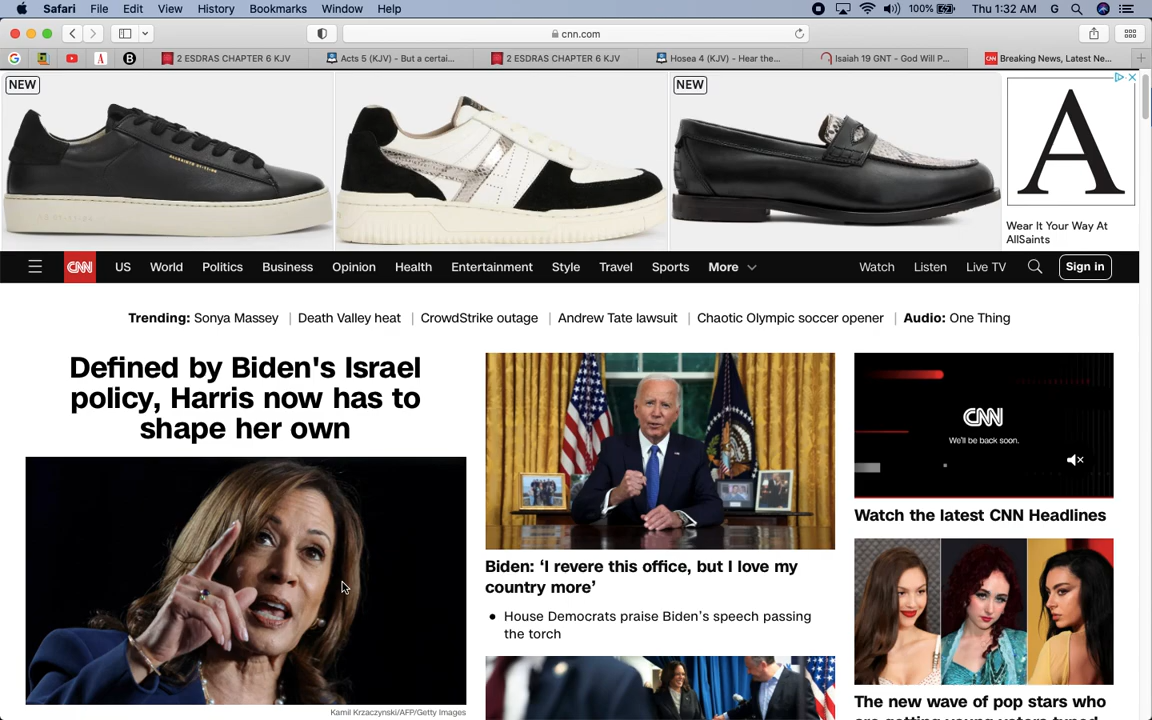 Safari File Edit View History Bookmarks Window Help 100% Thu 1:32 AM G
cnn.com
G A B 2 ESDRAS CHAPTER 6 KJV Acts 5 (KJV) - But a certai... 2 ESDRAS CHAPTER 6 KJV Hosea 4 (KJV) - Hear the... Isaiah 19 GNT - God Will P... CNN Breaking News, Latest Ne...
NEW
NEW
A
Wear It Your Way At
AllSaints
CNN US World Politics Business Opinion Health Entertainment Style Travel Sports More Watch Listen Live TV Sign in
Trending: Sonya Massey | Death Valley heat | CrowdStrike outage | Andrew Tate lawsuit | Chaotic Olympic soccer opener | Audio: One Thing
Defined by Biden's Israel
policy, Harris now has to
shape her own
Kamil Krzaczynski/AFP/Getty Images
Biden: ‘I revere this office, but I love my
country more’
• House Democrats praise Biden’s speech passing
the torch
CNN
We'll be back soon.
Watch the latest CNN Headlines
The new wave of pop stars who